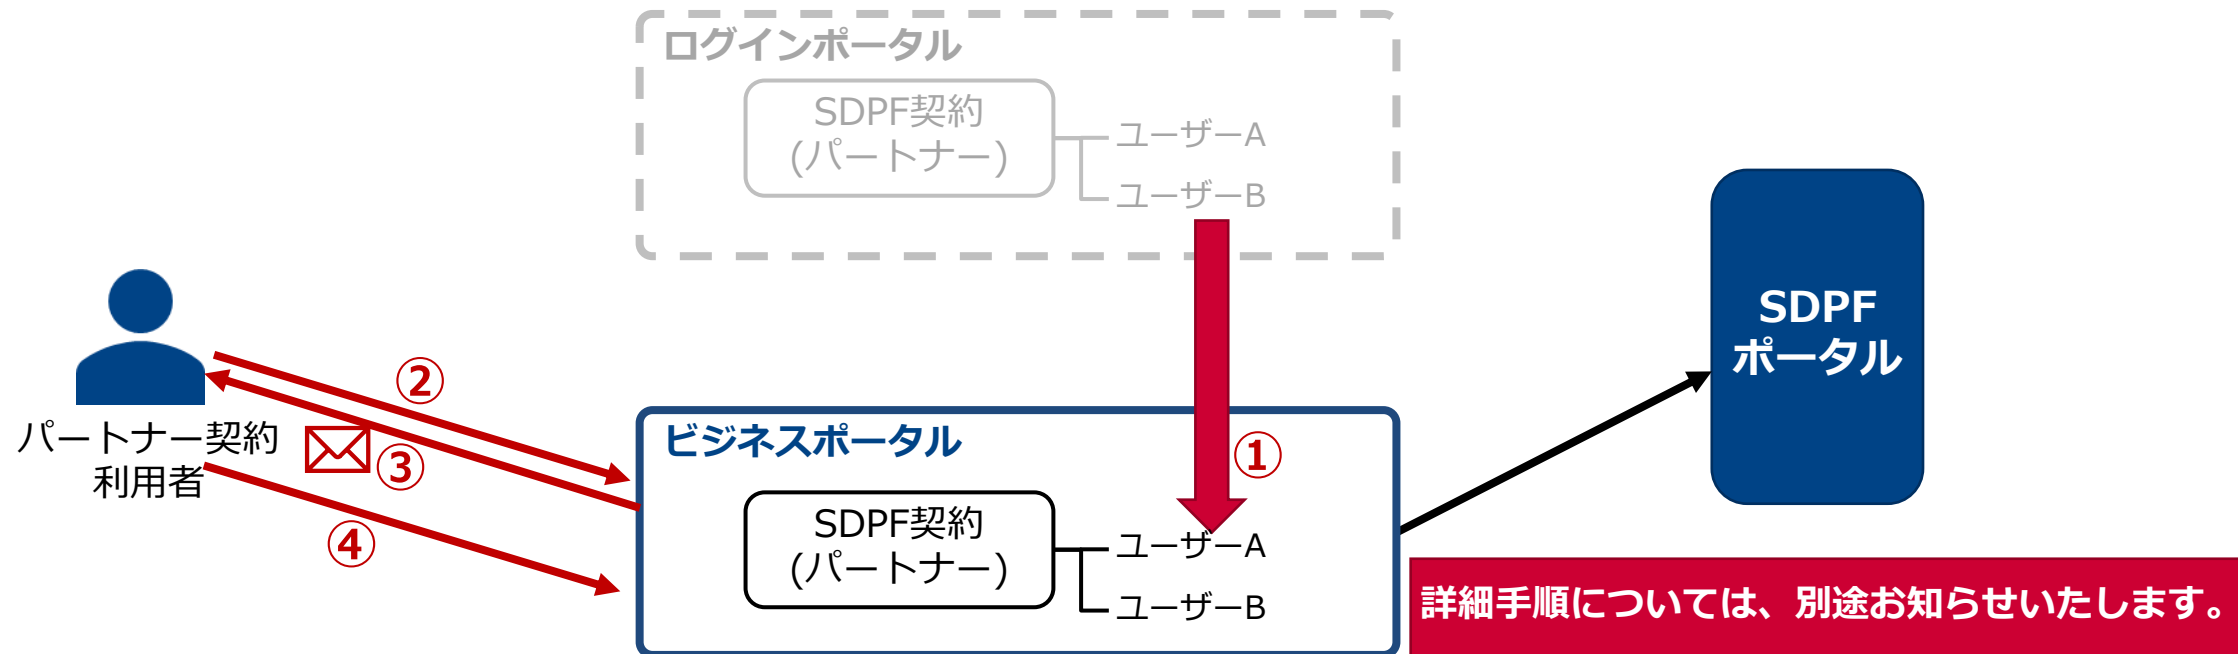 ログインポータル
SDPF契約
(パートナー)
ユーザーA
ユーザーB
SDPF
ポータル
パートナー契約
利用者
②
③
④
ビジネスポータル
①
SDPF契約
(パートナー)
ユーザーA
ユーザーB
詳細手順については、別途お知らせいたします。